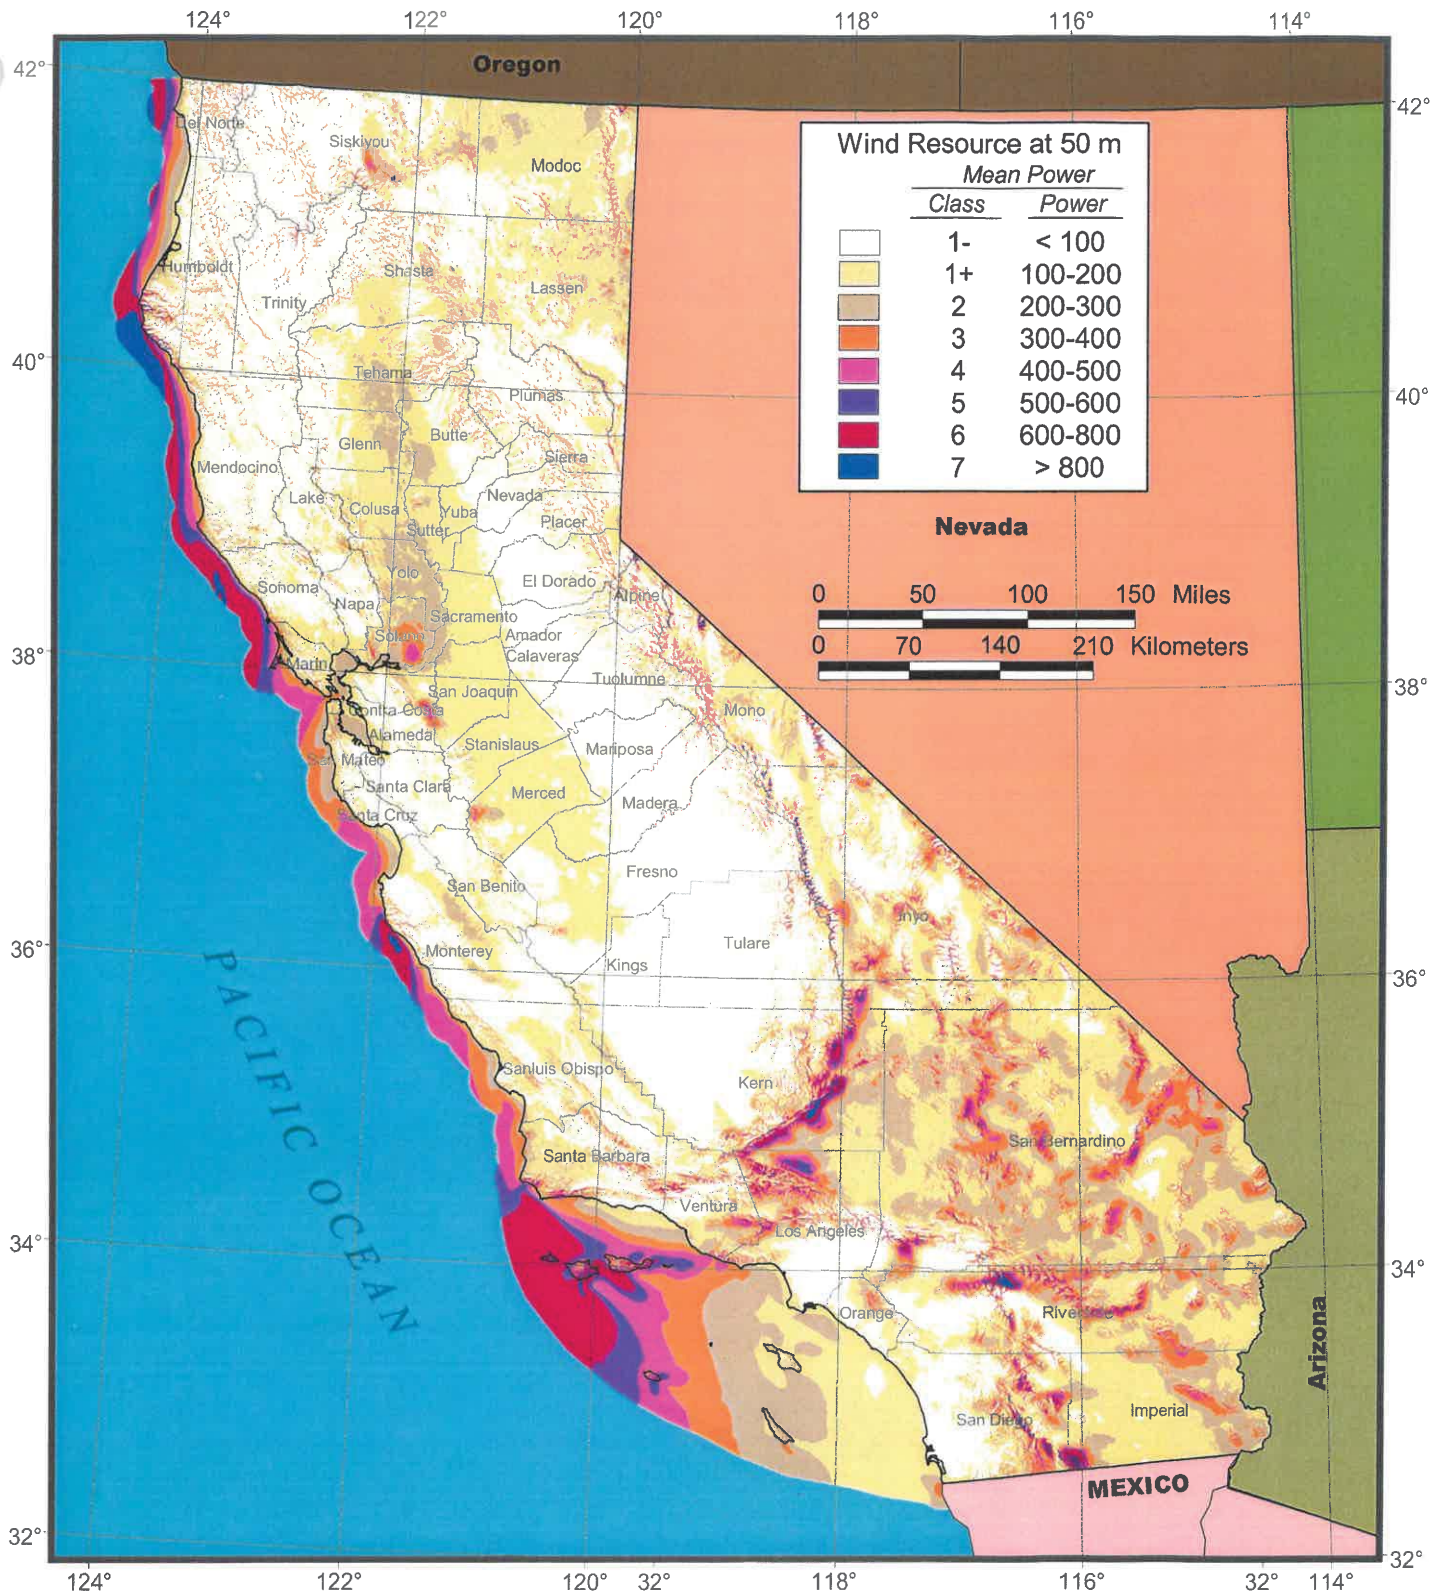 124° 122° 120° 118° 116° 114°
42°
Oregon
42°
Del Norte
Siskiyou
Modoc
Wind Resource at 50 m
Mean Power
Class Power
1- < 100
1+ 100-200
2 200-300
3 300-400
4 400-500
5 500-600
6 600-800
7 > 800
Humboldt
Trinity
Shasta
Lassen
40°
40°
Tehama
Plumas
Glenn
Butte
Sierra
Mendocino
Lake
Colusa
Sutter
Yuba
Nevada
Placer
Nevada
Yolo
Sonoma
Napa
El Dorado
Alpine
0 50 100 150 Miles
0 70 140 210 Kilometers
Solano
Sacramento
Amador
Calaveras
38°
38°
Marin
Tuolumne
San Joaquin
Contra Costa
Mono
Alameda
Stanislaus
Mariposa
San Mateo
Santa Clara
Merced
Madera
Santa Cruz
Fresno
San Benito
Inyo
36°
36°
Monterey
Tulare
Kings
PACIFIC OCEAN
Sanluis Obispo
Kern
San Bernardino
Santa Barbara
Ventura
Los Angeles
34°
34°
Orange
Riverside
Arizona
San Diego
Imperial
MEXICO
32°
32°
124° 122° 120° 32° 118° 116° 32° 114°